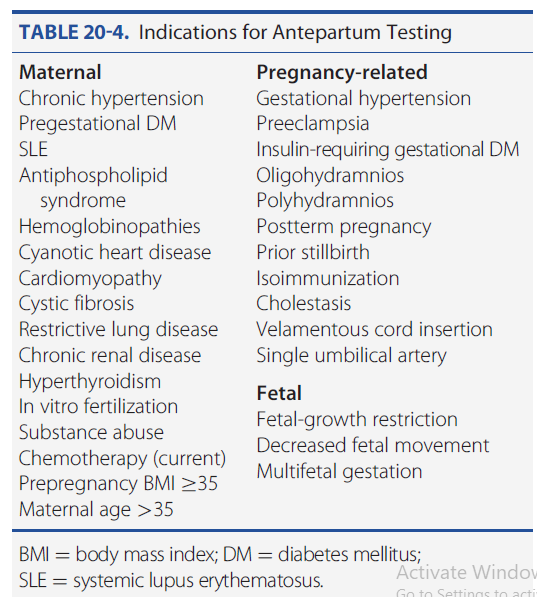 TABLE 20-4. Indications for Antepartum Testing
Maternal
Chronic hypertension
Pregestational DM
SLE
Antiphospholipid
syndrome
Hemoglobinopathies
Cyanotic heart disease
Cardiomyopathy
Cystic fibrosis
Restrictive lung disease
Chronic renal disease
Hyperthyroidism
In vitro fertilization
Substance abuse
Chemotherapy (current)
Prepregnancy BMI ≥35
Maternal age >35
Pregnancy-related
Gestational hypertension
Preeclampsia
Insulin-requiring gestational DM
Oligohydramnios
Polyhydramnios
Postterm pregnancy
Prior stillbirth
Isoimmunization
Cholestasis
Velamentous cord insertion
Single umbilical artery
Fetal
Fetal-growth restriction
Decreased fetal movement
Multifetal gestation
BMI = body mass index; DM = diabetes mellitus;
SLE = systemic lupus erythematosus.
Activate Windo
Go to Settings to acti